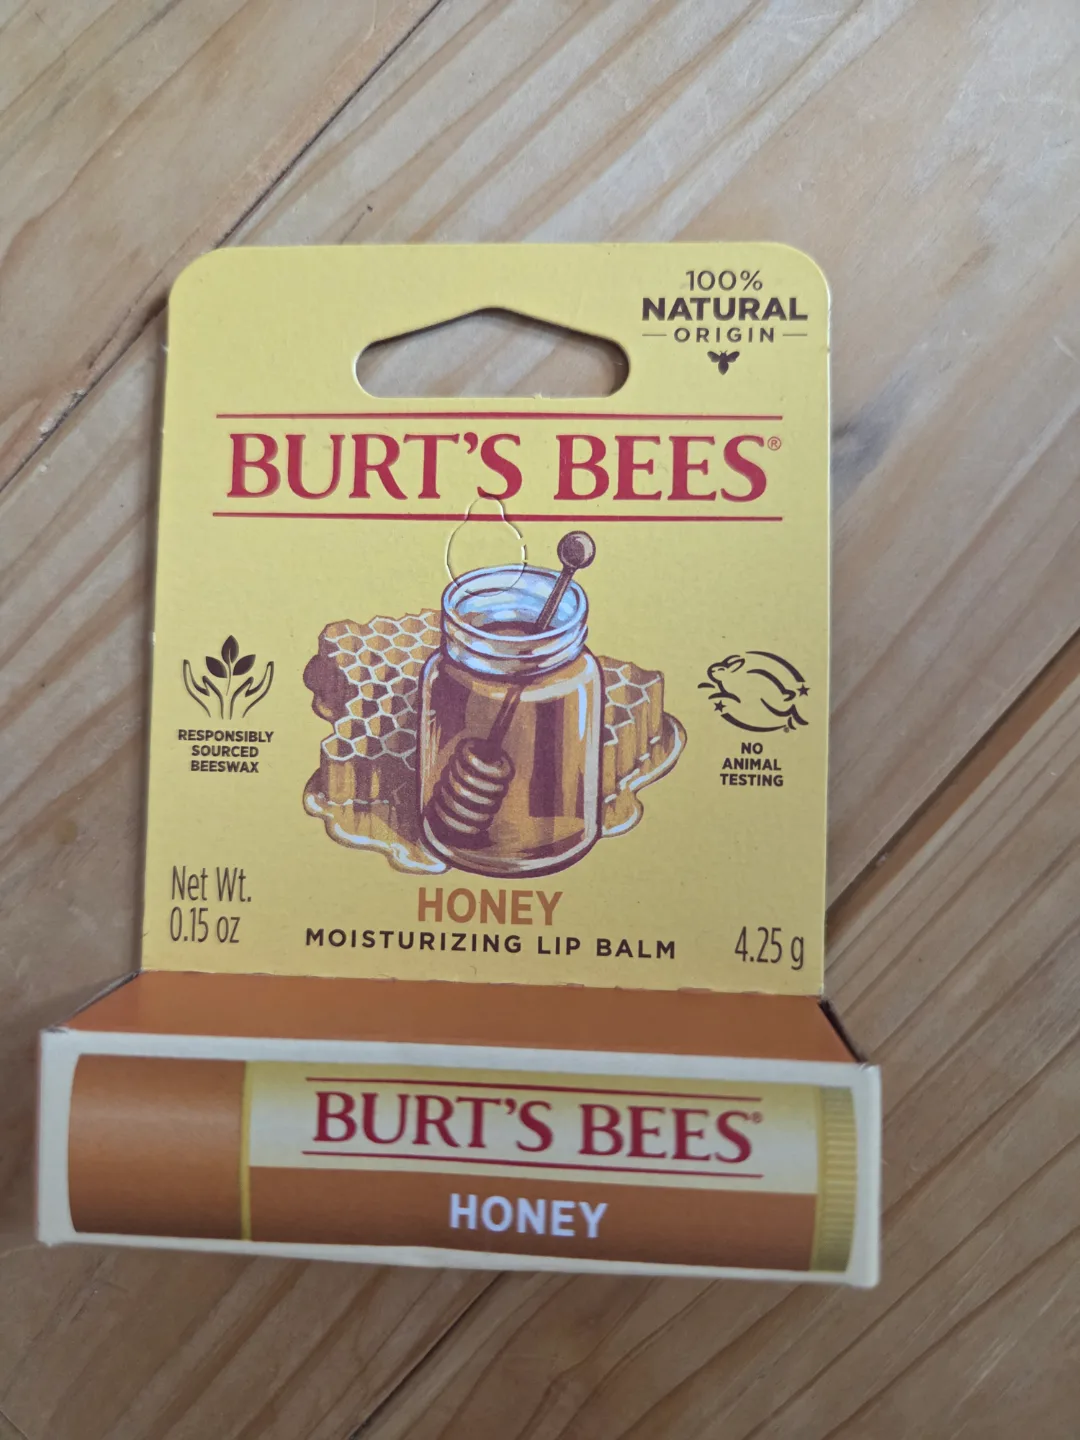 100%
NATURAL
ORIGIN
BURT'S BEES®
RESPONSIBLY
SOURCED
BEESWAX
NO
ANIMAL
TESTING
Net Wt.
0.15 oz
HONEY
MOISTURIZING LIP BALM
4.25 g
BURT'S BEES®
HONEY